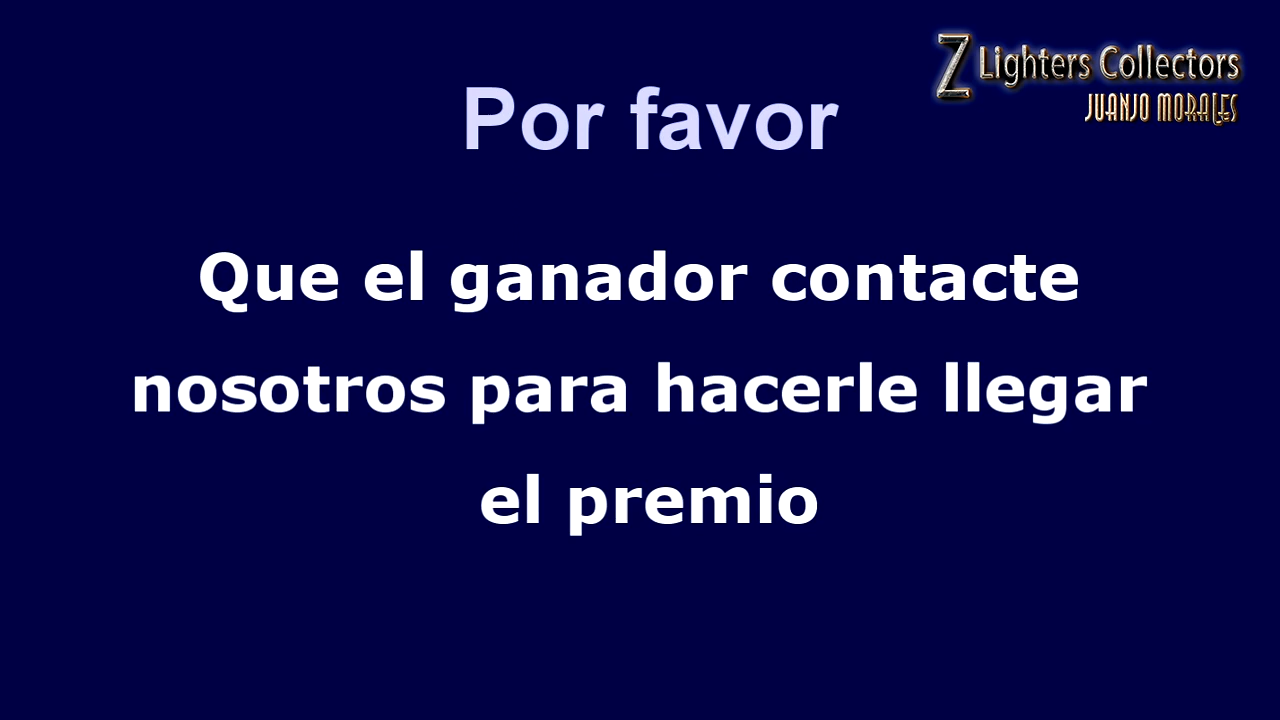 Z Lighters Collectors
JUANJO MORALES
Por favor
Que el ganador contacte
nosotros para hacerle llegar
el premio